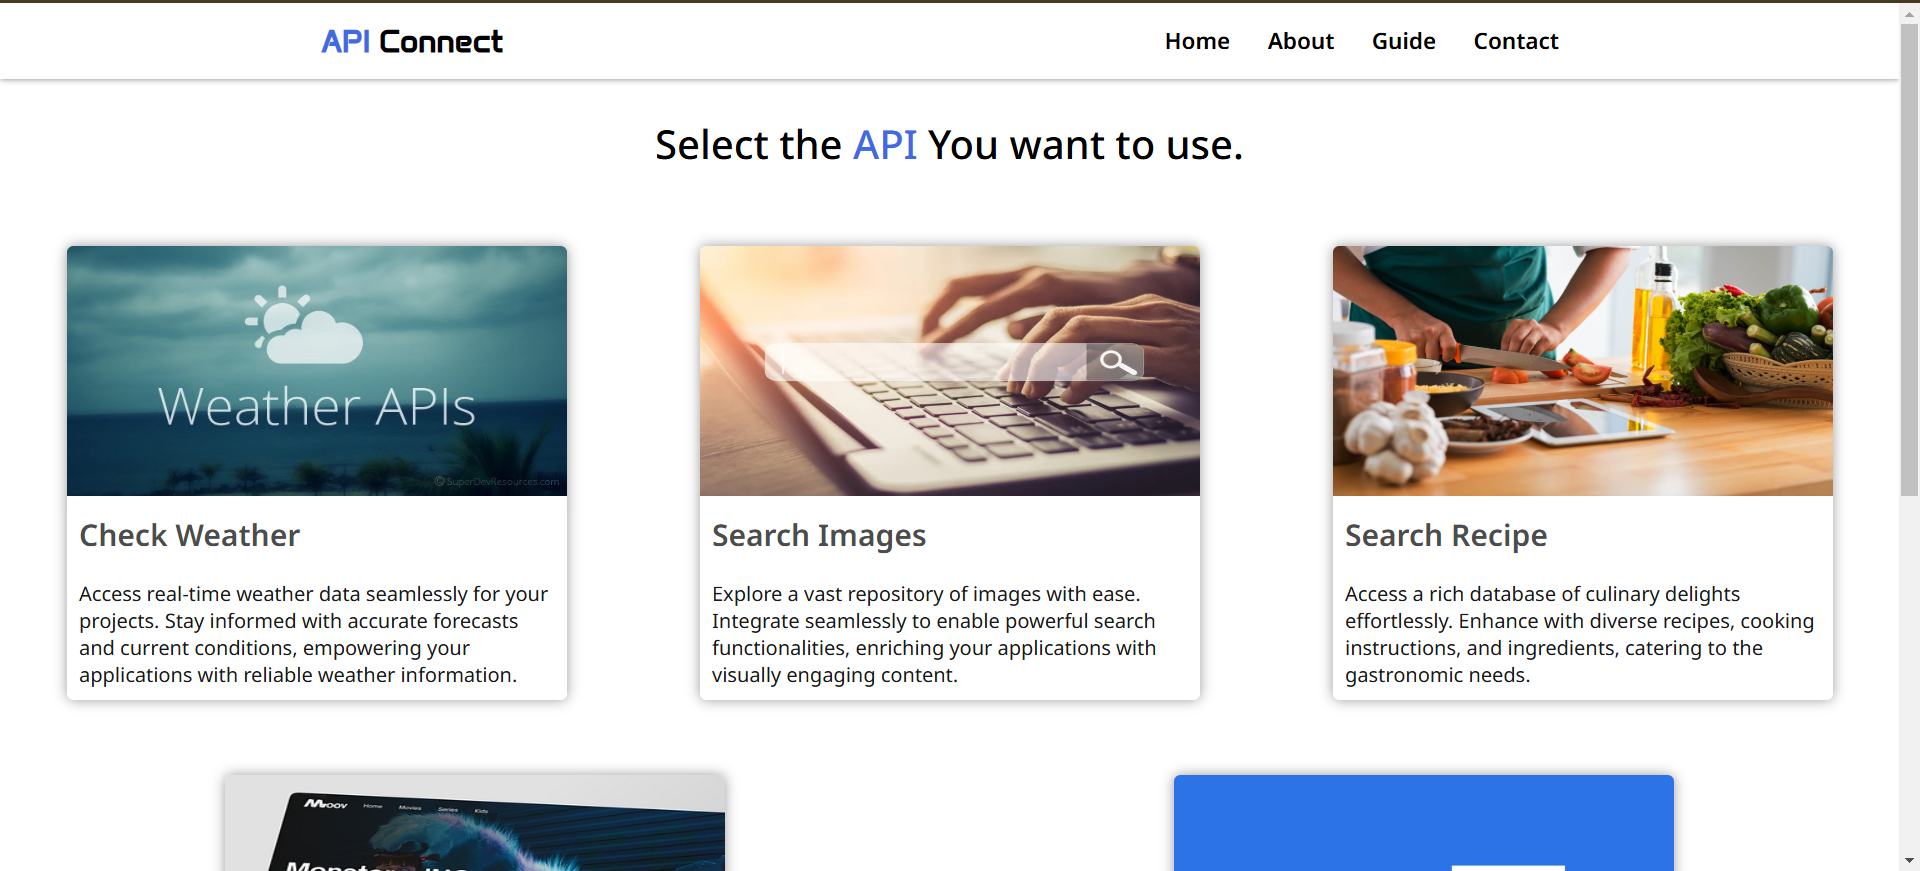 API Connect
Home About Guide Contact
Select the API You want to use.
Weather APIs
© SuperDevResources.com
Check Weather
Access real-time weather data seamlessly for your
projects. Stay informed with accurate forecasts
and current conditions, empowering your
applications with reliable weather information.
Search Images
Explore a vast repository of images with ease.
Integrate seamlessly to enable powerful search
functionalities, enriching your applications with
visually engaging content.
Search Recipe
Access a rich database of culinary delights
effortlessly. Enhance with diverse recipes, cooking
instructions, and ingredients, catering to the
gastronomic needs.
Moov Home Movies Series Kids